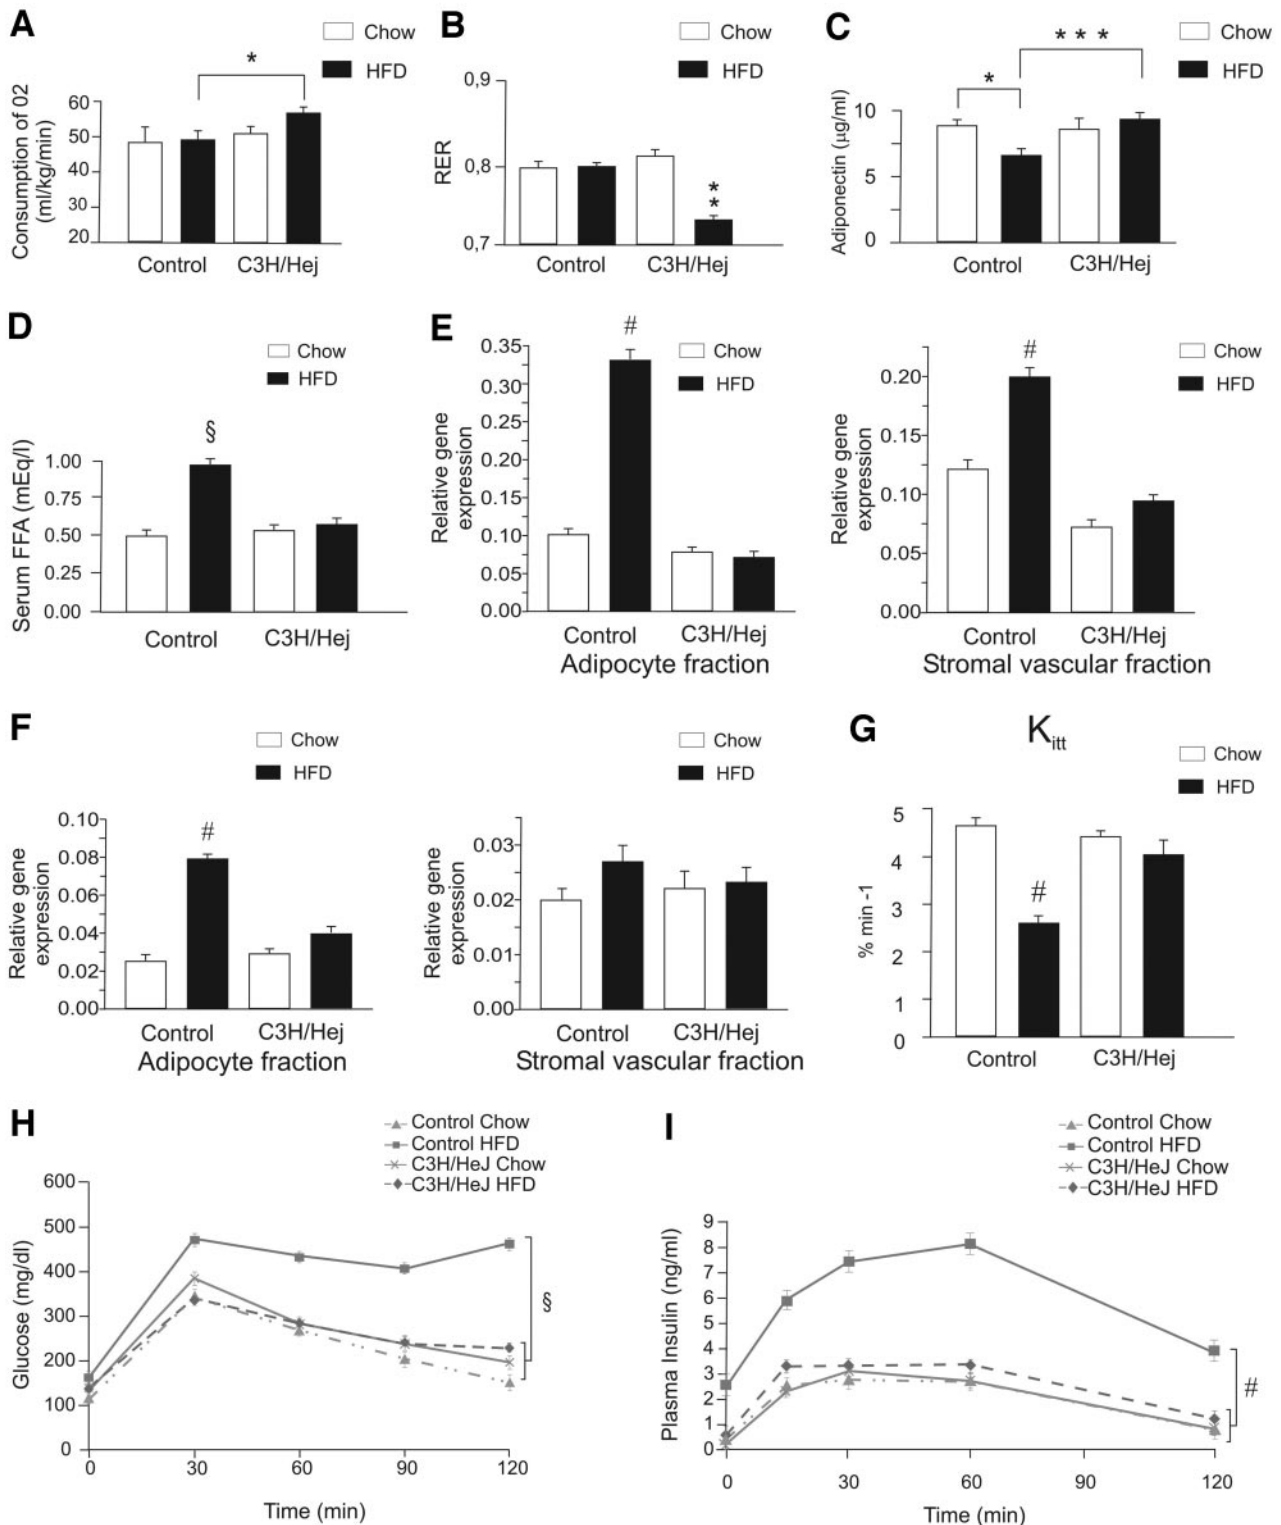 A
Chow
HFD
*
Consumption of 02
(ml/kg/min)
60
50
40
30
20
Control
C3H/Hej
B
Chow
HFD
RER
0,9
0,8
0,7
*
*
Control
C3H/Hej
C
Chow
HFD
* * *
*
Adiponectin (µg/ml)
10
5
0
Control
C3H/Hej
D
Chow
HFD
§
Serum FFA (mEq/l)
1.00
0.75
0.50
0.25
0.00
Control
C3H/Hej
E
Chow
HFD
#
Relative gene
expression
0.35
0.30
0.25
0.20
0.15
0.10
0.05
0.00
Control
C3H/Hej
Adipocyte fraction
Chow
HFD
#
Relative gene
expression
0.20
0.15
0.10
0.05
0.00
Control
C3H/Hej
Stromal vascular fraction
F
Chow
HFD
#
Relative gene
expression
0.10
0.08
0.06
0.04
0.02
0.00
Control
C3H/Hej
Adipocyte fraction
Chow
HFD
Relative gene
expression
0.03
0.02
0.01
0.00
Control
C3H/Hej
Stromal vascular fraction
G
Kitt
Chow
HFD
#
% min -1
5
4
3
2
1
0
Control
C3H/Hej
H
Control Chow
Control HFD
C3H/HeJ Chow
C3H/HeJ HFD
Glucose (mg/dl)
600
500
400
300
200
100
0
§
0
30
60
90
120
Time (min)
I
Control Chow
Control HFD
C3H/HeJ Chow
C3H/HeJ HFD
Plasma Insulin (ng/ml)
9
8
7
6
5
4
3
2
1
0
#
0
30
60
90
120
Time (min)